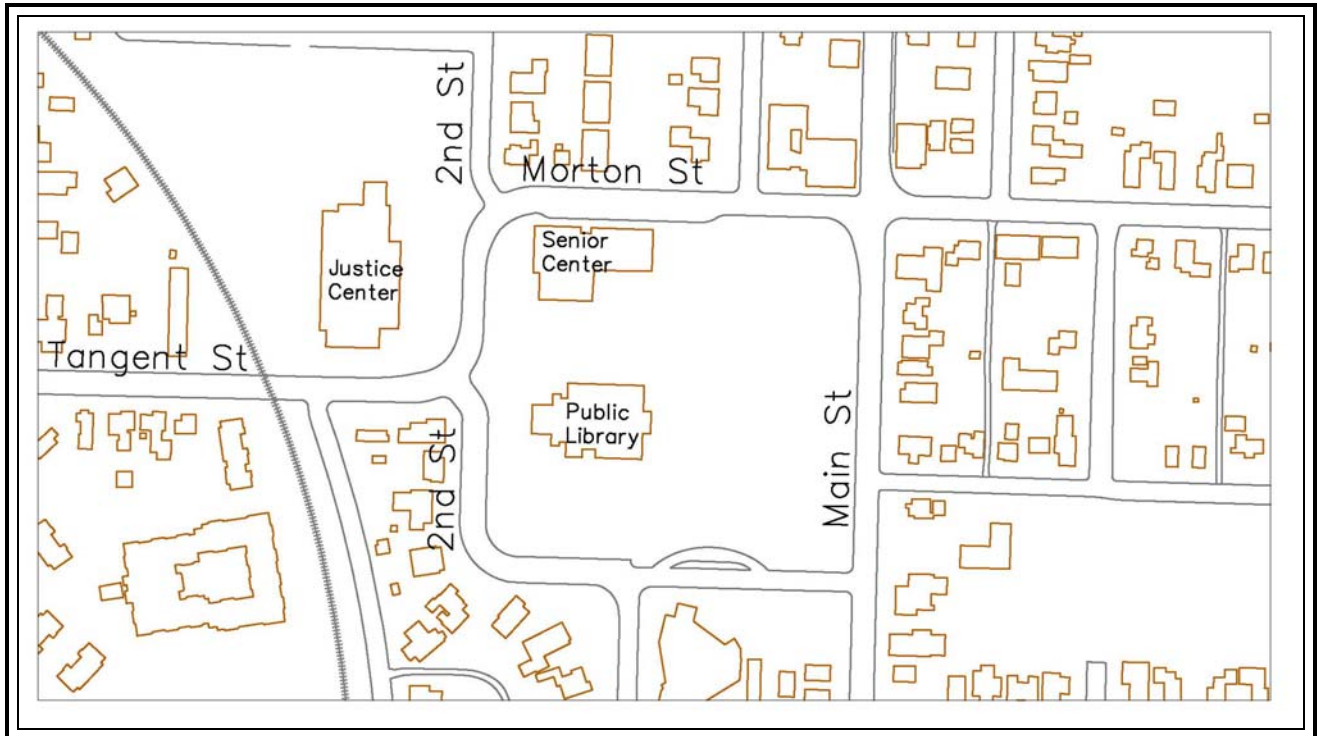 2nd St
Morton St
Senior
Center
Justice
Center
Tangent St
Public
Library
2nd St
Main St